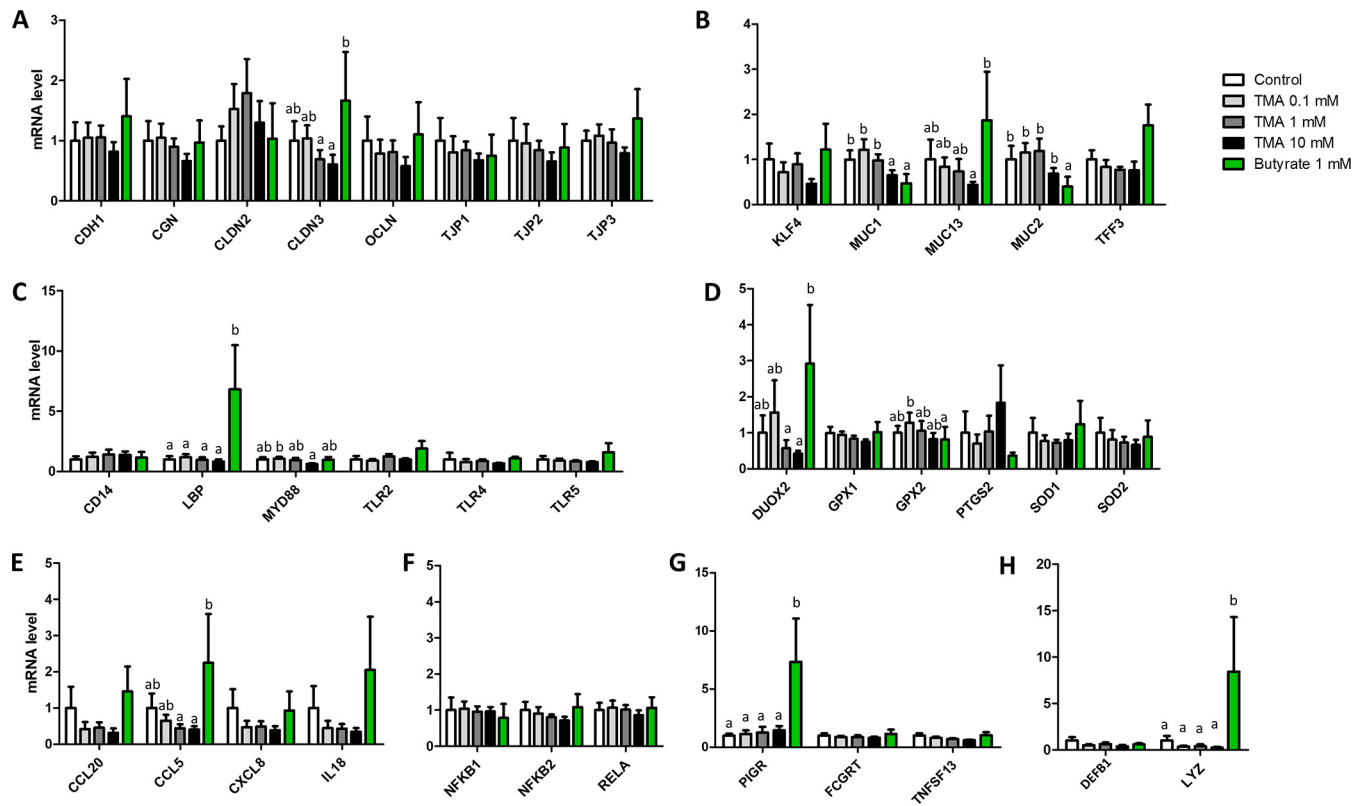 A
B
3
2
1
0
mRNA level
ab
ab
a
a
b
CDH1
CGN
CLDN2
CLDN3
OCLN
TJP1
TJP2
TJP3
4
3
2
1
0
b
b
b
a
a
ab
ab
ab
a
b
b
b
b
a
a
KLF4
MUC1
MUC13
MUC2
TFF3
Control
TMA 0.1 mM
TMA 1 mM
TMA 10 mM
Butyrate 1 mM
C
D
15
10
5
0
mRNA level
a
a
a
a
b
ab
b
ab
a
ab
CD14
LBP
MYD88
TLR2
TLR4
TLR5
5
4
3
2
1
0
ab
ab
a
a
b
ab
b
ab
ab
a
DUOX2
GPX1
GPX2
PTGS2
SOD1
SOD2
E
F
G
H
5
4
3
2
1
0
mRNA level
ab
ab
a
a
b
CCL20
CCL5
CXCL8
IL18
5
4
3
2
1
0
NFKB1
NFKB2
RELA
15
10
5
0
a
a
a
a
b
PIGR
FCGRT
TNFSF13
20
15
10
5
0
a
a
a
a
b
DEFB1
LYZ